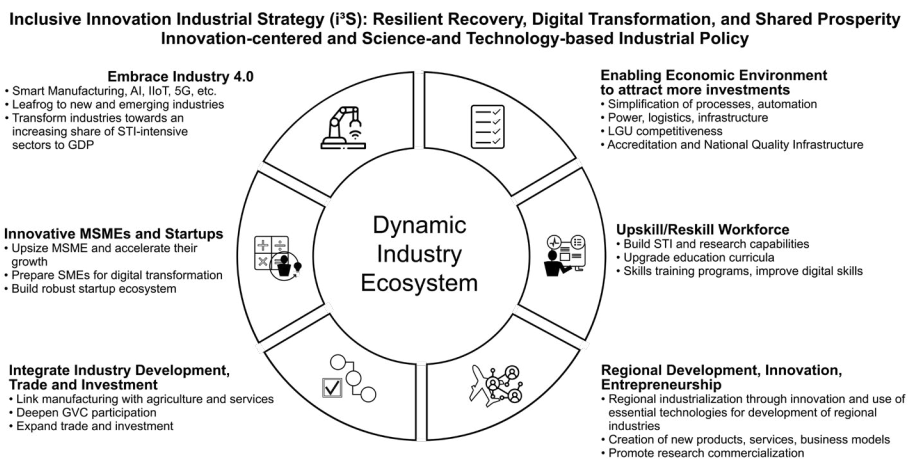 Inclusive Innovation Industrial Strategy (i³S): Resilient Recovery, Digital Transformation, and Shared Prosperity
Innovation-centered and Science-and Technology-based Industrial Policy
Embrace Industry 4.0
• Smart Manufacturing, AI, IIoT, 5G, etc.
• Leafrog to new and emerging industries
• Transform industries towards an
increasing share of STI-intensive
sectors to GDP
Enabling Economic Environment
to attract more investments
• Simplification of processes, automation
• Power, logistics, infrastructure
• LGU competitiveness
• Accreditation and National Quality Infrastructure
Innovative MSMEs and Startups
• Upsize MSME and accelerate their
growth
• Prepare SMEs for digital transformation
• Build robust startup ecosystem
Dynamic
Industry
Ecosystem
Upskill/Reskill Workforce
• Build STI and research capabilities
• Upgrade education curricula
• Skills training programs, improve digital skills
Integrate Industry Development,
Trade and Investment
• Link manufacturing with agriculture and services
• Deepen GVC participation
• Expand trade and investment
Regional Development, Innovation,
Entrepreneurship
• Regional industrialization through innovation and use of
essential technologies for development of regional
industries
• Creation of new products, services, business models
• Promote research commercialization